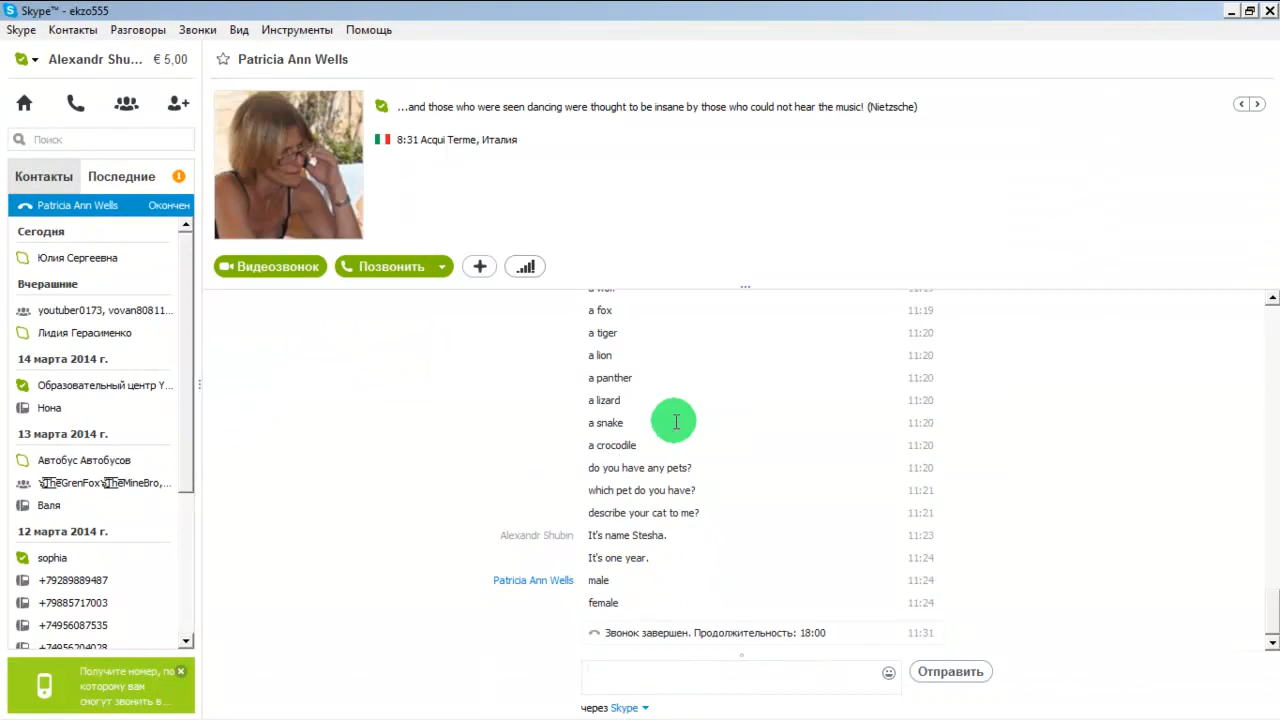 Skype™ - ekzo555
Skype Контакты Разговоры Звонки Вид Инструменты Помощь
Alexandr Shu... € 5,00
Поиск
Контакты
Последние
Patricia Ann Wells Окончен
Сегодня
Юлия Сергеевна
Вчерашние
youtuber0173, vovan80811...
Лидия Герасименко
14 марта 2014 г.
Образовательный центр Y...
Нона
13 марта 2014 г.
Автобус Автобусов
TheGrenFox TheMineBro,...
Валя
12 марта 2014 г.
sophia
+79289889487
+79885717003
+74956087535
+74956204028
Получите номер, по
которому вам
смогут звонить в...
Patricia Ann Wells
...and those who were seen dancing were thought to be insane by those who could not hear the music! (Nietzsche)
8:31 Acqui Terme, Италия
Видеозвонок
Позвонить
a wolf 11:19
a fox 11:19
a tiger 11:20
a lion 11:20
a panther 11:20
a lizard 11:20
a snake 11:20
a crocodile 11:20
do you have any pets? 11:20
which pet do you have? 11:21
describe your cat to me? 11:21
Alexandr Shubin It's name Stesha. 11:23
It's one year. 11:24
Patricia Ann Wells male 11:24
female 11:24
Звонок завершен. Продолжительность: 18:00 11:31
Отправить
через Skype